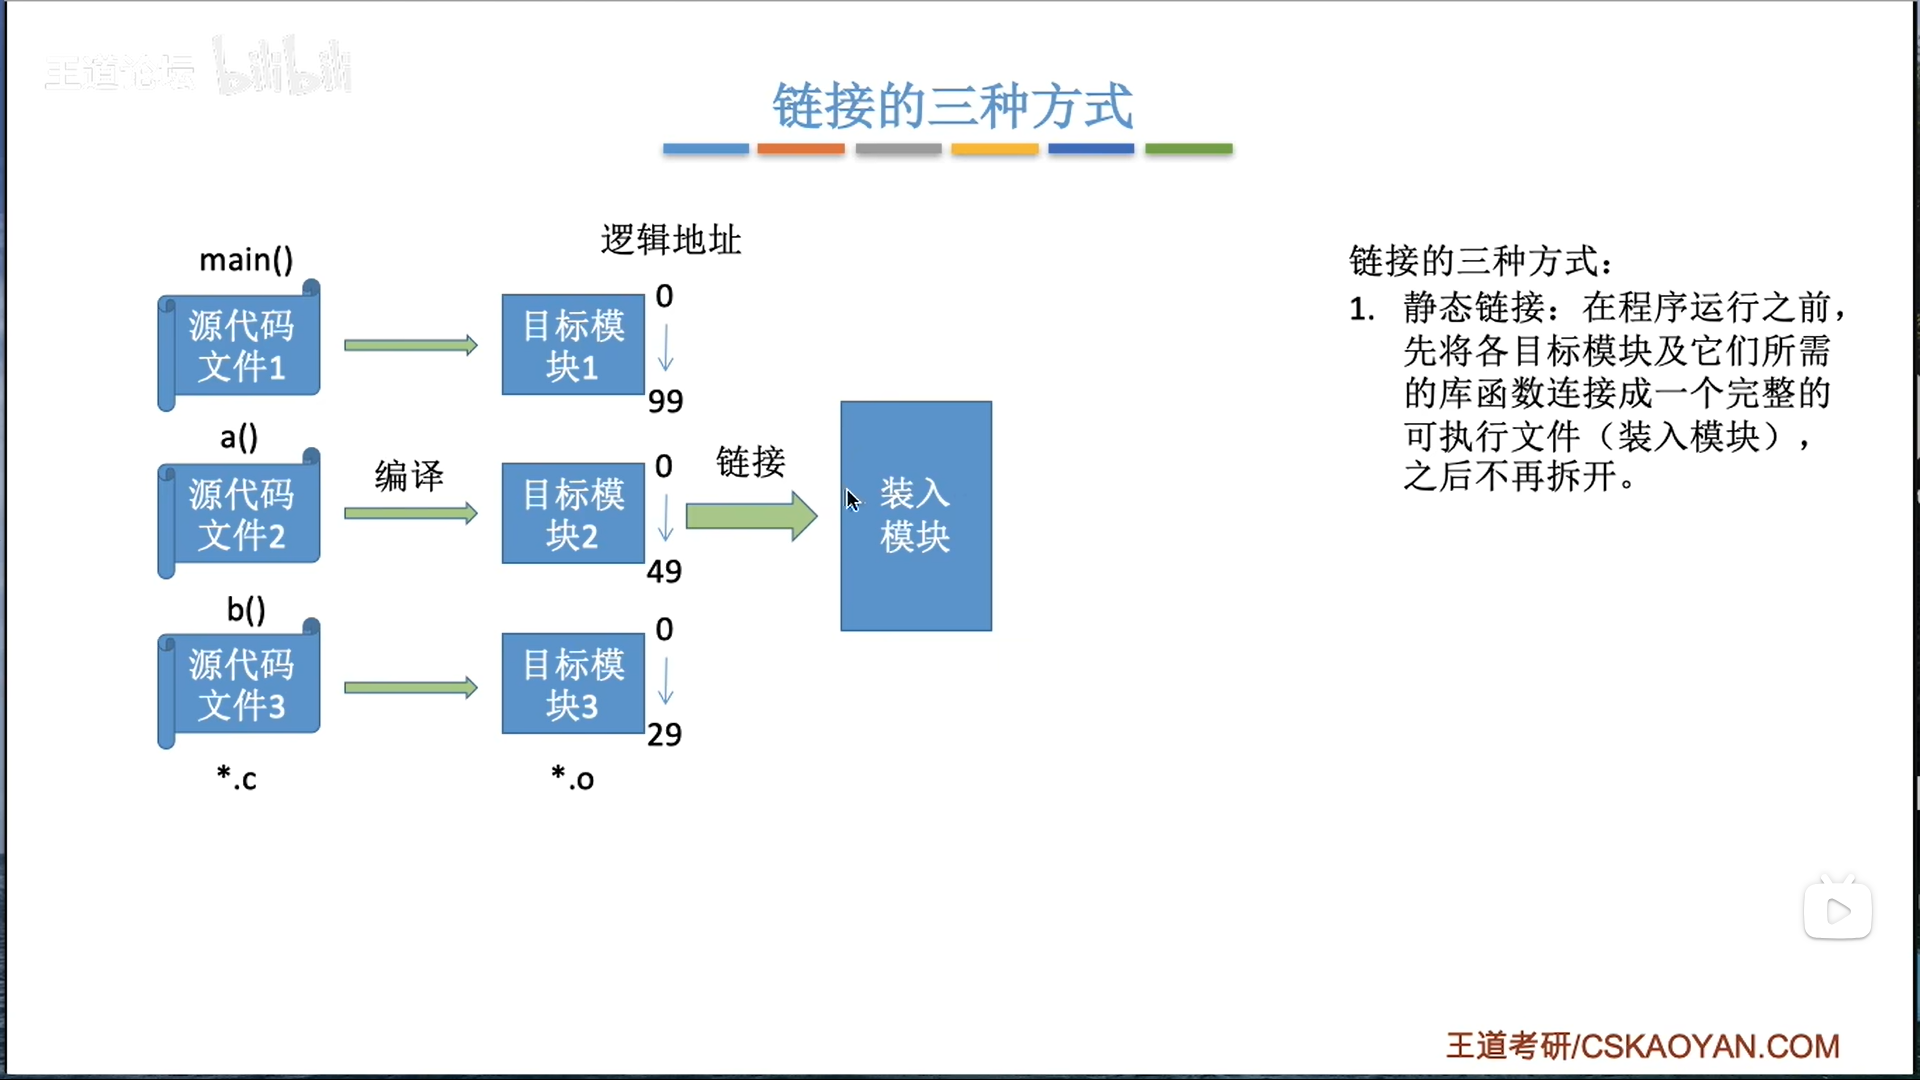 王道论坛 bilibili
链接的三种方式
逻辑地址
main()
源代码
文件1
目标模
块1
0
99
a()
源代码
文件2
编译
目标模
块2
0
49
链接
装入
模块
b()
源代码
文件3
目标模
块3
0
29
*.c
*.o
链接的三种方式：
1. 静态链接：在程序运行之前，
先将各目标模块及它们所需
的库函数连接成一个完整的
可执行文件（装入模块），
之后不再拆开。
王道考研/CSKAOYAN.COM